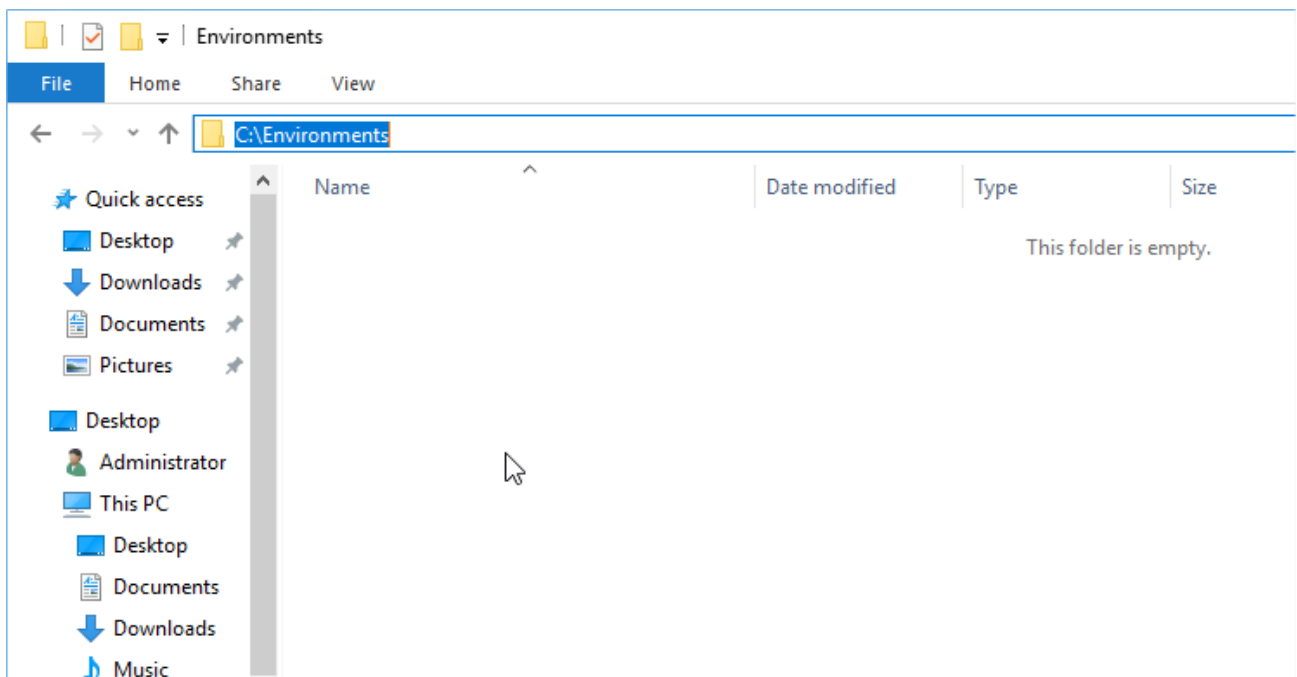 Environments
File Home Share View
C:\Environments
Name Date modified Type Size
This folder is empty.
Quick access
Desktop
Downloads
Documents
Pictures
Desktop
Administrator
This PC
Desktop
Documents
Downloads
Music